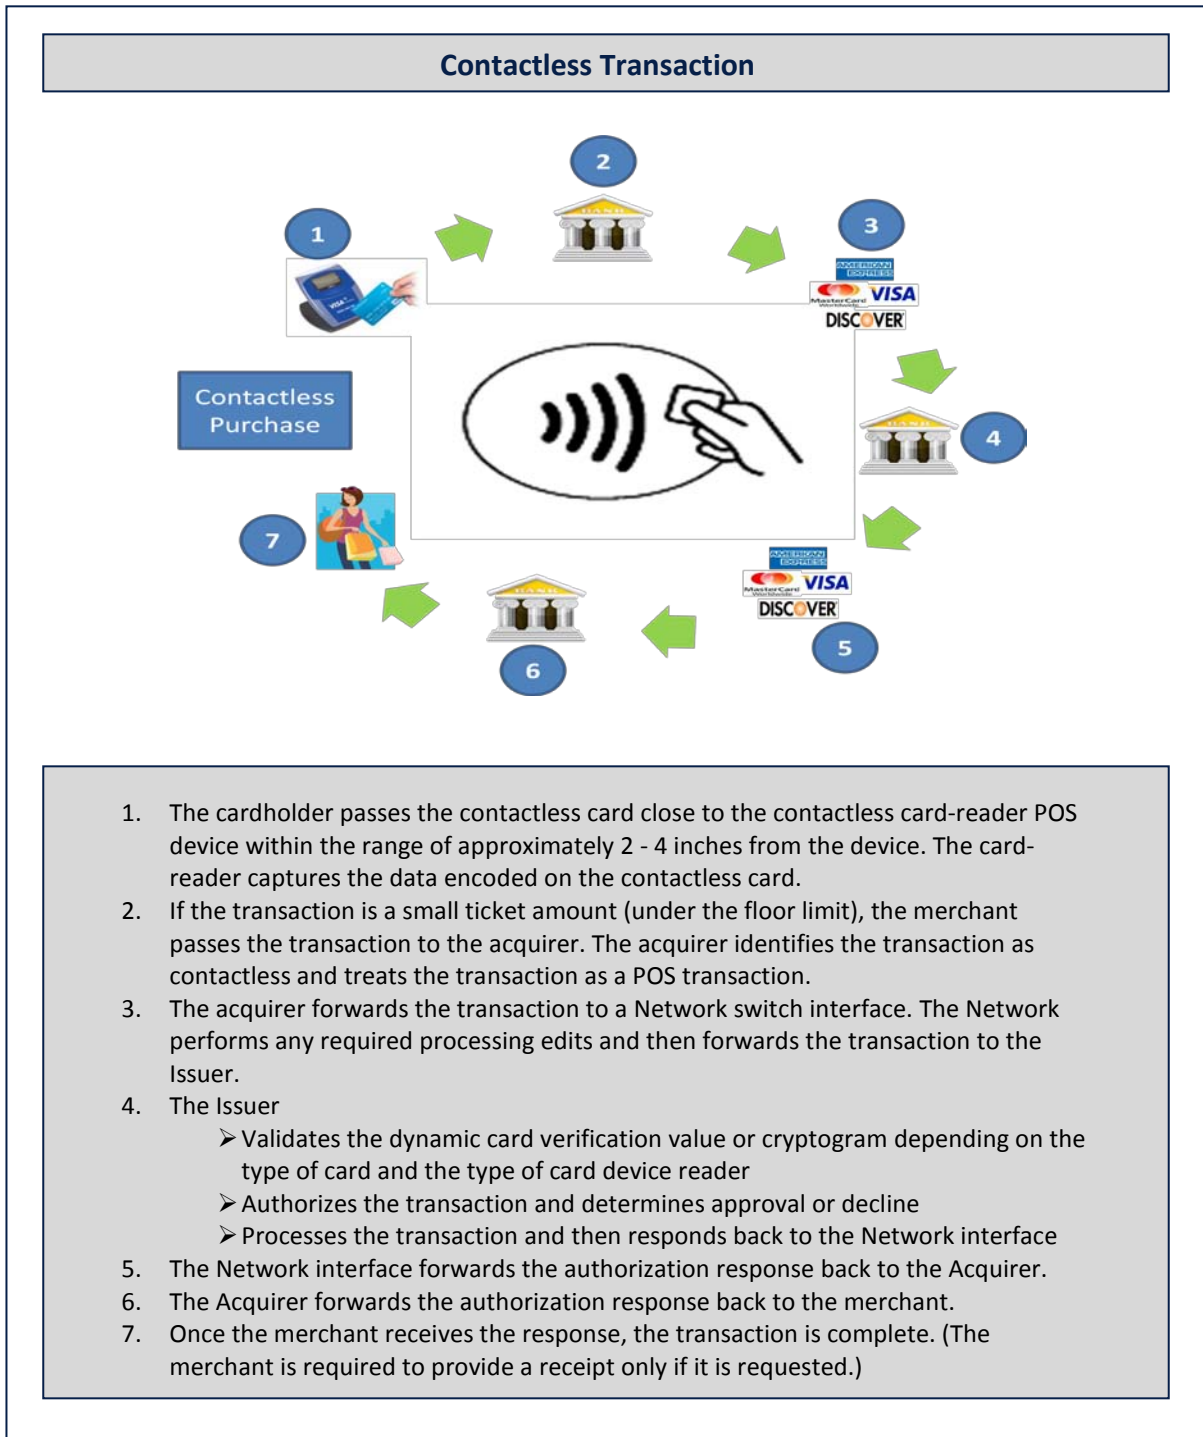 Contactless Transaction
2
BANK
1
3
AMERICAN
EXPRESS
MasterCard
Worldwide
VISA
DISCOVER
VISA
Contactless
Purchase
BANK
4
7
AMERICAN
EXPRESS
MasterCard
Worldwide
VISA
DISCOVER
BANK
5
6
1. The cardholder passes the contactless card close to the contactless card-reader POS
device within the range of approximately 2 - 4 inches from the device. The card-
reader captures the data encoded on the contactless card.
2. If the transaction is a small ticket amount (under the floor limit), the merchant
passes the transaction to the acquirer. The acquirer identifies the transaction as
contactless and treats the transaction as a POS transaction.
3. The acquirer forwards the transaction to a Network switch interface. The Network
performs any required processing edits and then forwards the transaction to the
Issuer.
4. The Issuer
➢ Validates the dynamic card verification value or cryptogram depending on the
type of card and the type of card device reader
➢ Authorizes the transaction and determines approval or decline
➢ Processes the transaction and then responds back to the Network interface
5. The Network interface forwards the authorization response back to the Acquirer.
6. The Acquirer forwards the authorization response back to the merchant.
7. Once the merchant receives the response, the transaction is complete. (The
merchant is required to provide a receipt only if it is requested.)